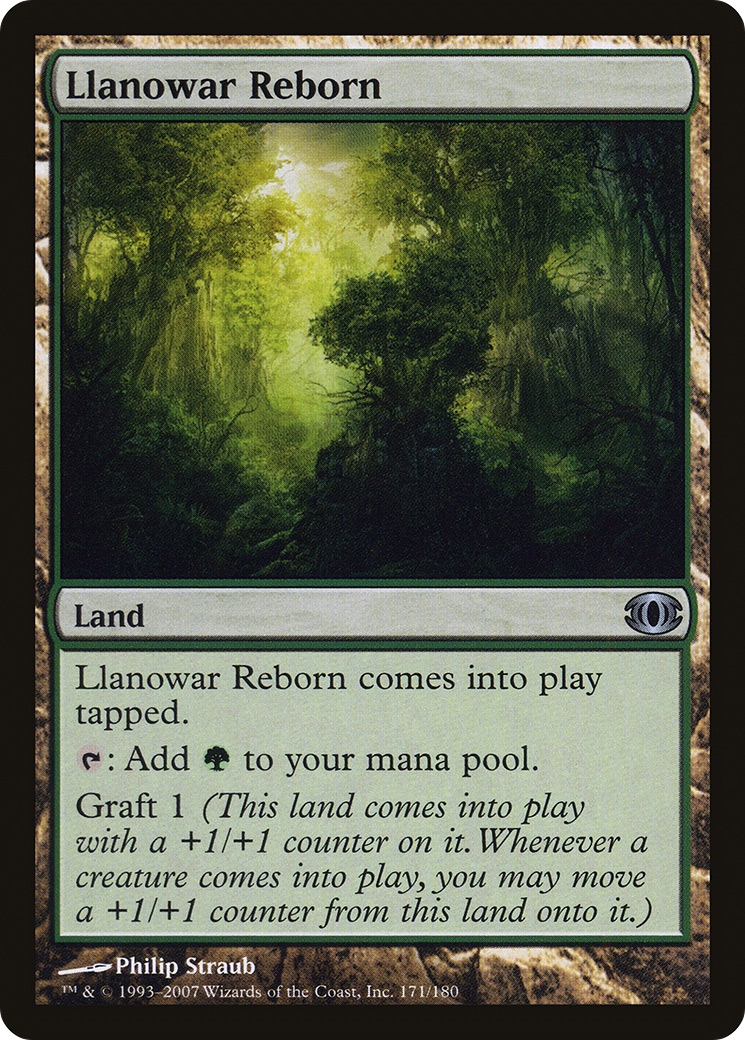 Llanowar Reborn
Land
Llanowar Reborn comes into play
tapped.
: Add to your mana pool.
Graft 1 (This land comes into play
with a +1/+1 counter on it. Whenever a
creature comes into play, you may move
a +1/+1 counter from this land onto it.)
Philip Straub
™ & © 1993–2007 Wizards of the Coast, Inc. 171/180